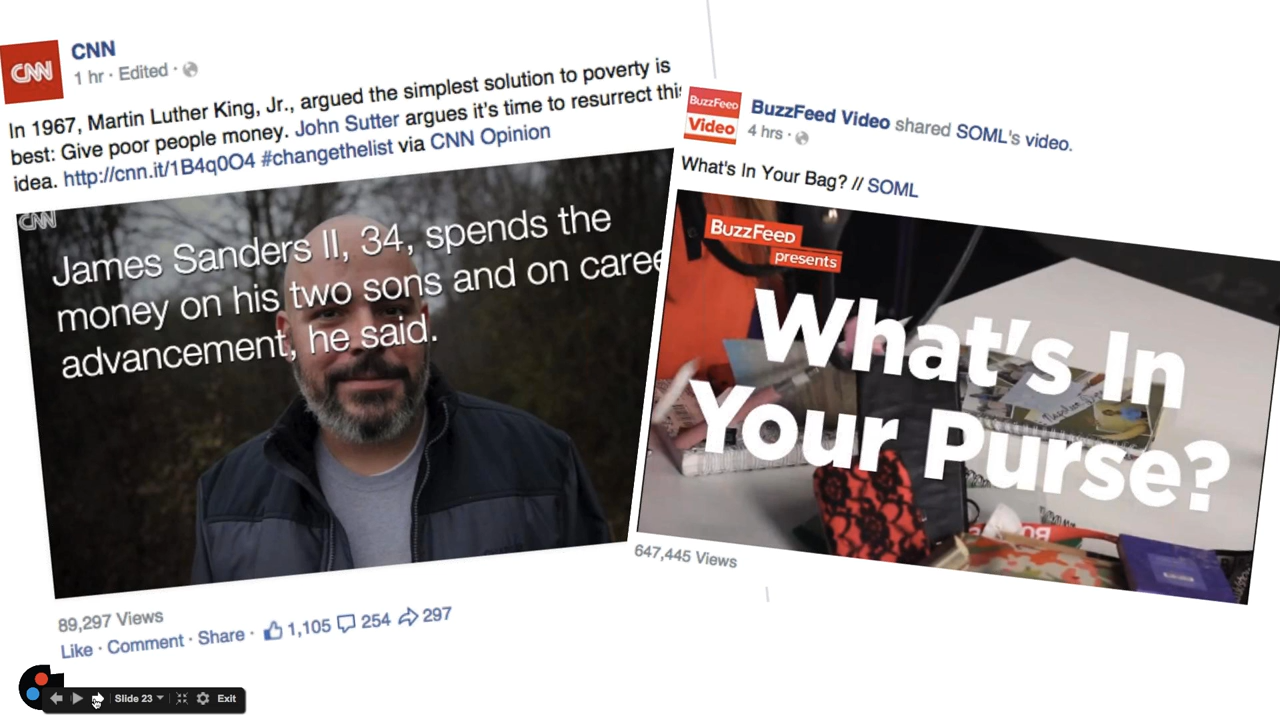 CNN
CNN
1 hr · Edited ·
In 1967, Martin Luther King, Jr., argued the simplest solution to poverty is
best: Give poor people money. John Sutter argues it's time to resurrect this
idea. http://cnn.it/1B4q0O4 #changethelist via CNN Opinion
CNN
James Sanders II, 34, spends the
money on his two sons and on caree
advancement, he said.
89,297 Views
Like · Comment · Share · 1,105 254 297
BuzzFeed
Video
BuzzFeed Video shared SOML's video.
4 hrs ·
What's In Your Bag? // SOML
BuzzFeed
presents
What's In
Your Purse?
647,445 Views
Slide 23
Exit